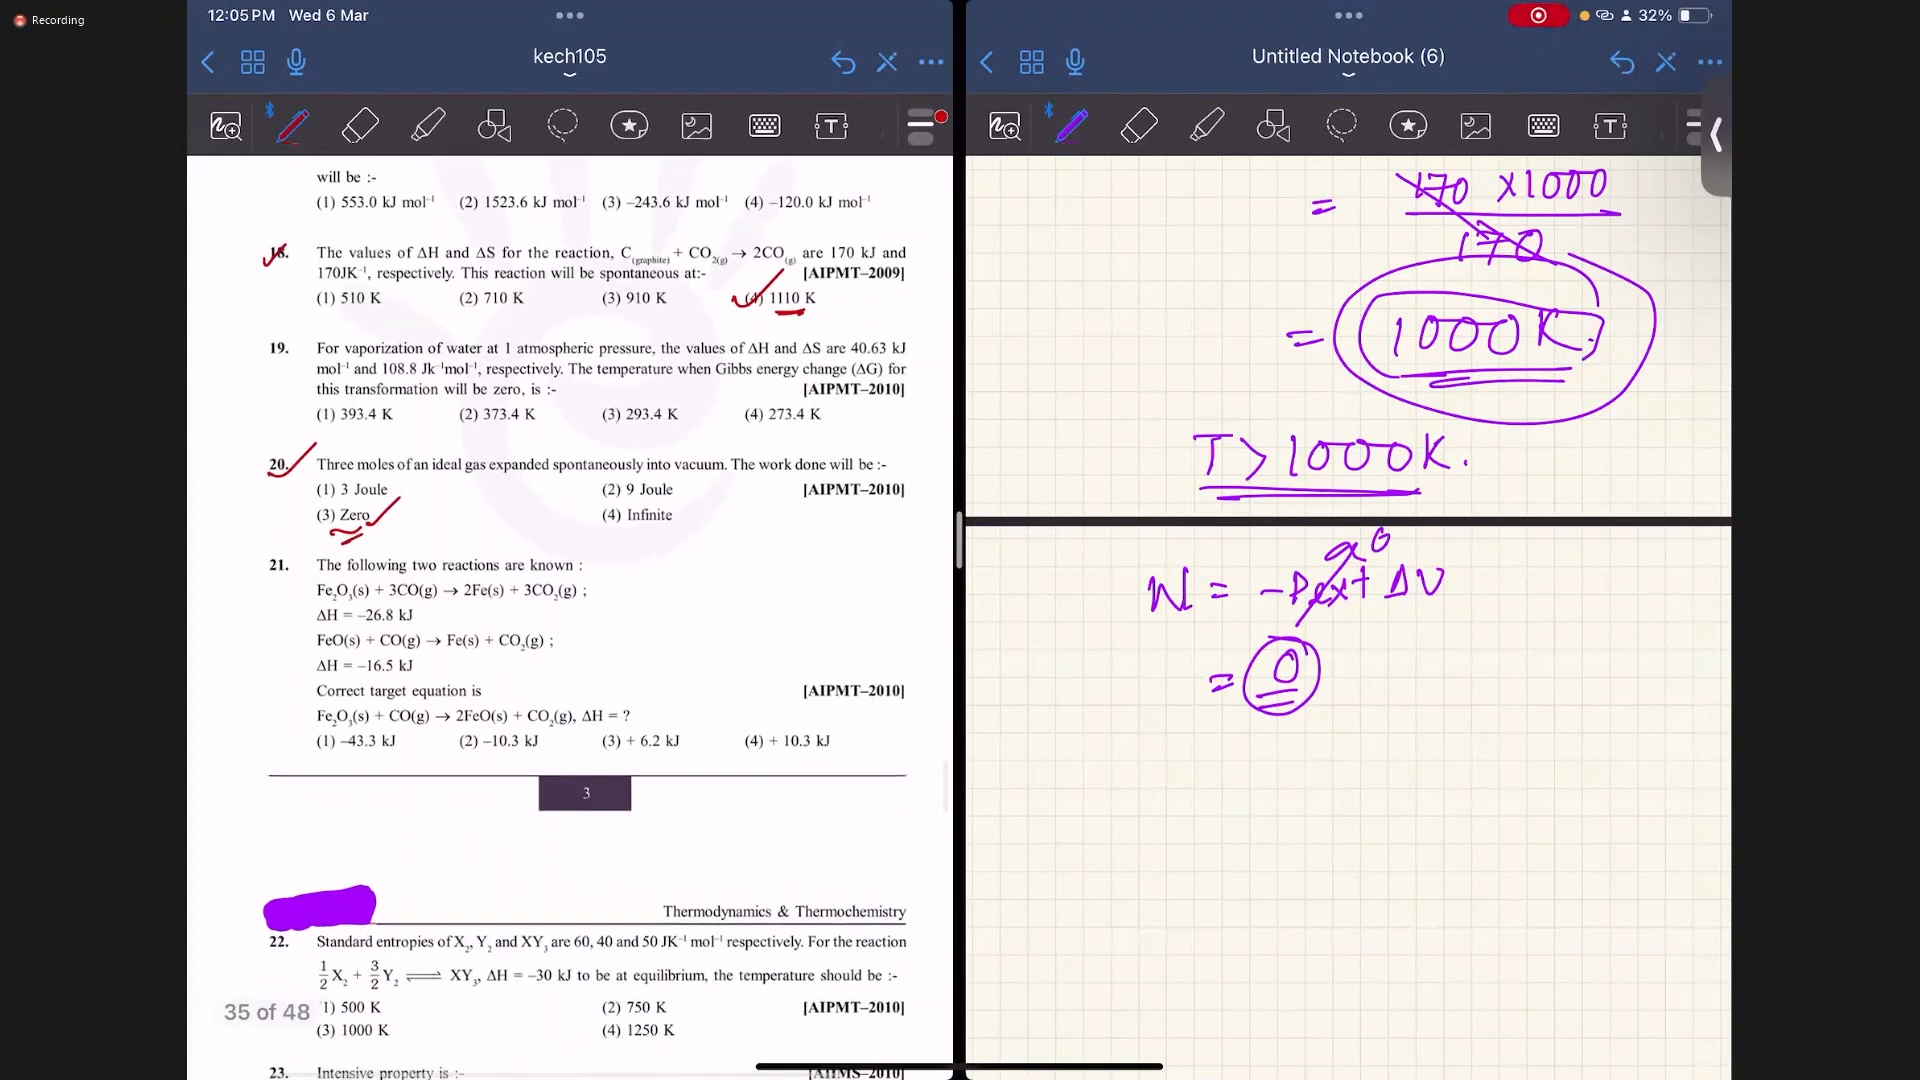 Recording
12:05 PM Wed 6 Mar
32%
kech105
Untitled Notebook (6)
will be :-
(1) 553.0 kJ mol⁻¹ (2) 1523.6 kJ mol⁻¹ (3) –243.6 kJ mol⁻¹ (4) –120.0 kJ mol⁻¹
18. The values of ΔH and ΔS for the reaction, C(graphite) + CO₂(g) → 2CO(g) are 170 kJ and
170JK⁻¹, respectively. This reaction will be spontaneous at:- [AIPMT–2009]
(1) 510 K (2) 710 K (3) 910 K (4) 1110 K
19. For vaporization of water at 1 atmospheric pressure, the values of ΔH and ΔS are 40.63 kJ
mol⁻¹ and 108.8 Jk⁻¹mol⁻¹, respectively. The temperature when Gibbs energy change (ΔG) for
this transformation will be zero, is :- [AIPMT–2010]
(1) 393.4 K (2) 373.4 K (3) 293.4 K (4) 273.4 K
20. Three moles of an ideal gas expanded spontaneously into vacuum. The work done will be :-
(1) 3 Joule (2) 9 Joule [AIPMT–2010]
(3) Zero (4) Infinite
21. The following two reactions are known :
Fe₂O₃(s) + 3CO(g) → 2Fe(s) + 3CO₂(g) ;
ΔH = –26.8 kJ
FeO(s) + CO(g) → Fe(s) + CO₂(g) ;
ΔH = –16.5 kJ
Correct target equation is [AIPMT–2010]
Fe₂O₃(s) + CO(g) → 2FeO(s) + CO₂(g), ΔH = ?
(1) –43.3 kJ (2) –10.3 kJ (3) + 6.2 kJ (4) + 10.3 kJ
3
Thermodynamics & Thermochemistry
22. Standard entropies of X₂, Y₂ and XY₃ are 60, 40 and 50 JK⁻¹ mol⁻¹ respectively. For the reaction
1/2 X₂ + 3/2 Y₂ ⇌ XY₃, ΔH = –30 kJ to be at equilibrium, the temperature should be :-
1) 500 K (2) 750 K [AIPMT–2010]
(3) 1000 K (4) 1250 K
35 of 48
23. Intensive property is :- [AIIMS–2010]
= 170 × 1000
170
= 1000 K
T > 1000 K.
W = -Pext ΔV
= 0